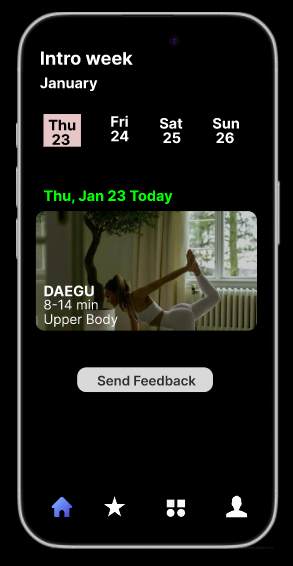 Intro week
January
Thu Fri Sat Sun
23 24 25 26
Thu, Jan 23 Today
DAEGU
8-14 min
Upper Body
Send Feedback